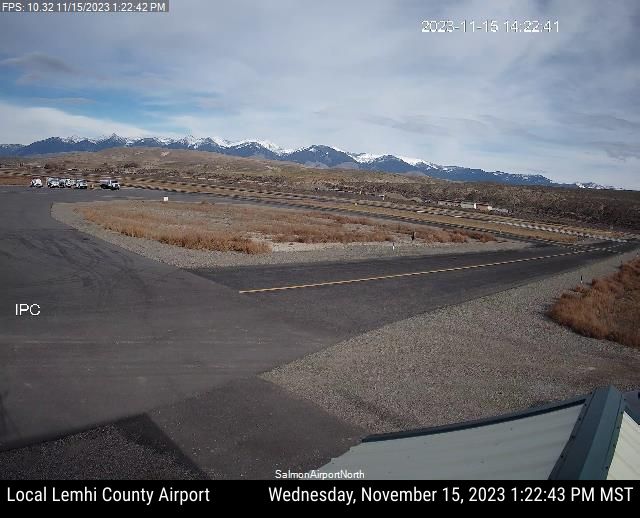 FPS: 10.32 11/15/2023 1:22:42 PM
2023-11-15 14:22:41
IPC
SalmonAirportNorth
Local Lemhi County Airport Wednesday, November 15, 2023 1:22:43 PM MST